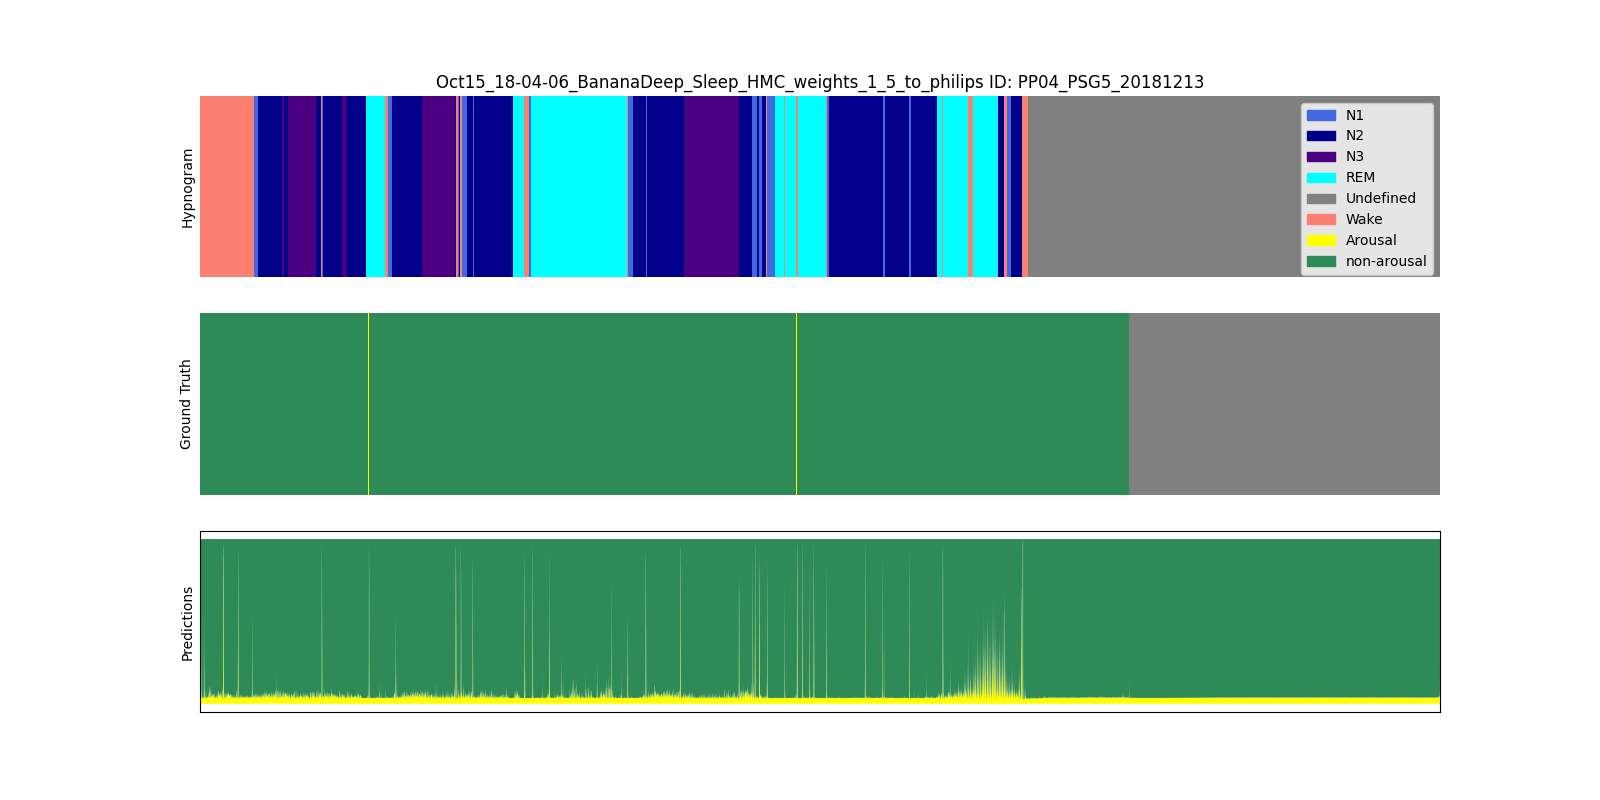 Oct15_18-04-06_BananaDeep_Sleep_HMC_weights_1_5_to_philips ID: PP04_PSG5_20181213
Hypnogram
N1
N2
N3
REM
Undefined
Wake
Arousal
non-arousal
Ground Truth
Predictions